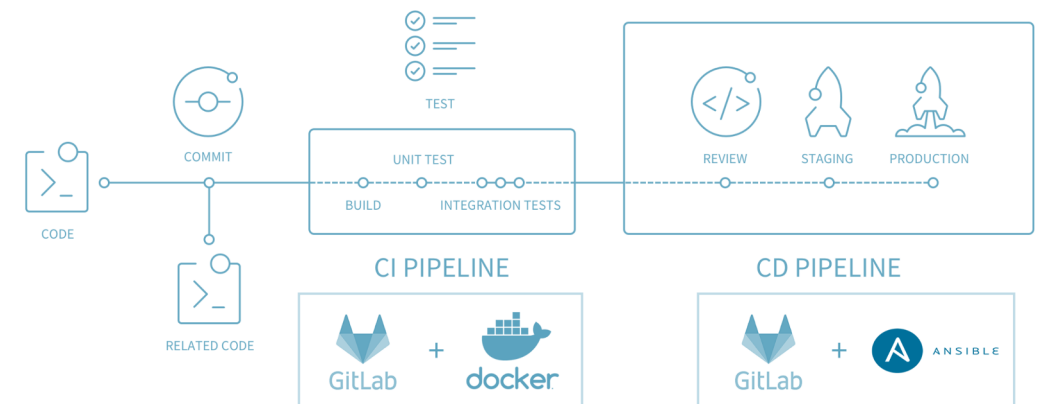 TEST
COMMIT
UNIT TEST
REVIEW
STAGING
PRODUCTION
BUILD
INTEGRATION TESTS
CODE
CI PIPELINE
CD PIPELINE
RELATED CODE
GitLab
+
docker
GitLab
+
ANSIBLE